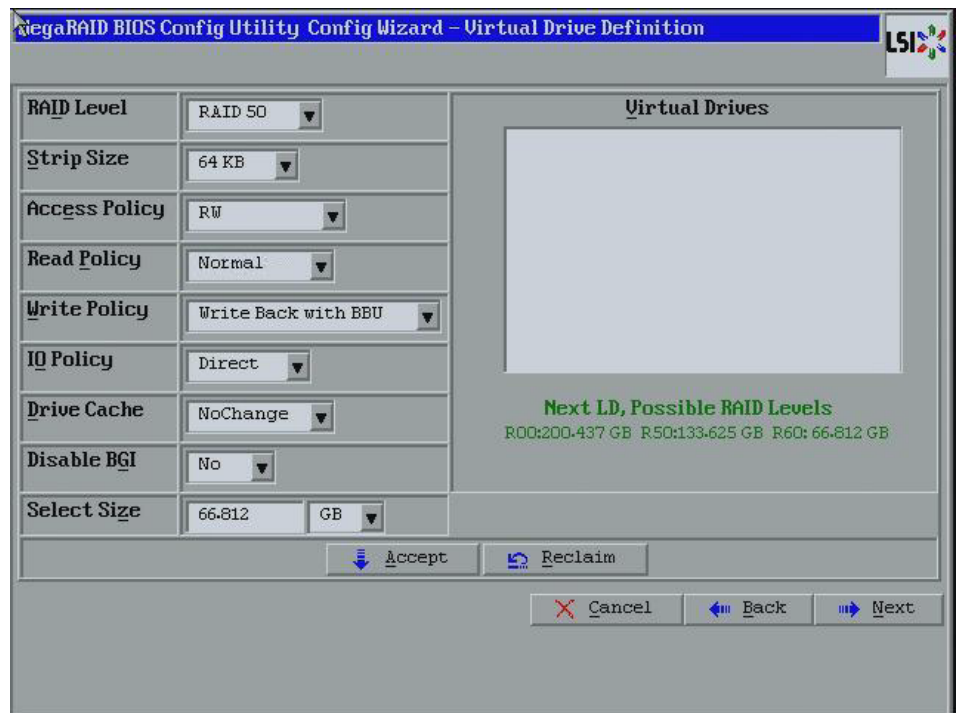 MegaRAID BIOS Config Utility Config Wizard – Virtual Drive Definition
LSI
RAID Level RAID 50
Strip Size 64 KB
Access Policy RW
Read Policy Normal
Write Policy Write Back with BBU
IO Policy Direct
Drive Cache NoChange
Disable BGI No
Select Size 66.812 GB
Virtual Drives
Next LD, Possible RAID Levels
R00:200.437 GB R50:133.625 GB R60: 66.812 GB
Accept Reclaim
Cancel Back Next